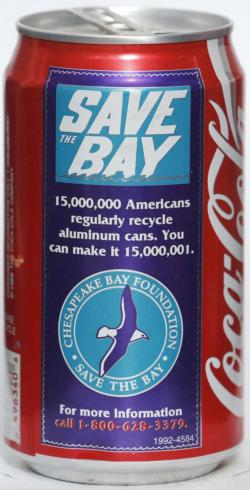 SAVE
THE
BAY
15,000,000 Americans
regularly recycle
aluminum cans. You
can make it 15,000,001.
CHESAPEAKE BAY FOUNDATION
• SAVE THE BAY •
For more Information
call 1-800-628-3379.
1992-4584
Coca-Cola